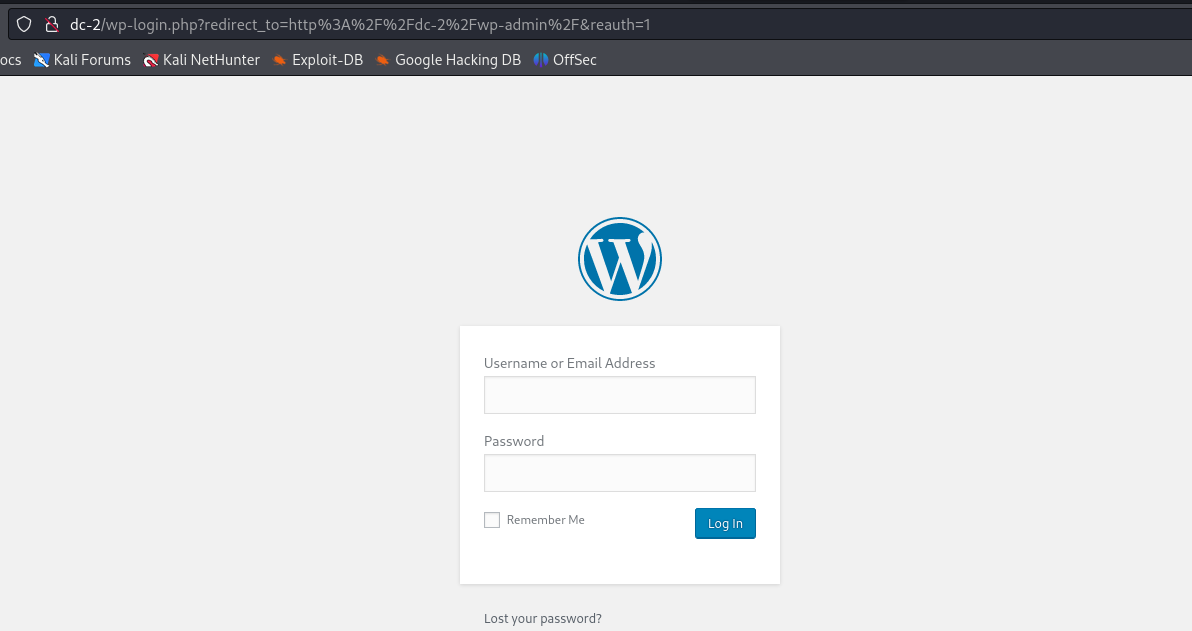 dc-2/wp-login.php?redirect_to=http%3A%2F%2Fdc-2%2Fwp-admin%2F&reauth=1
ocs Kali Forums Kali NetHunter Exploit-DB Google Hacking DB OffSec
Username or Email Address
Password
Remember Me Log In
Lost your password?